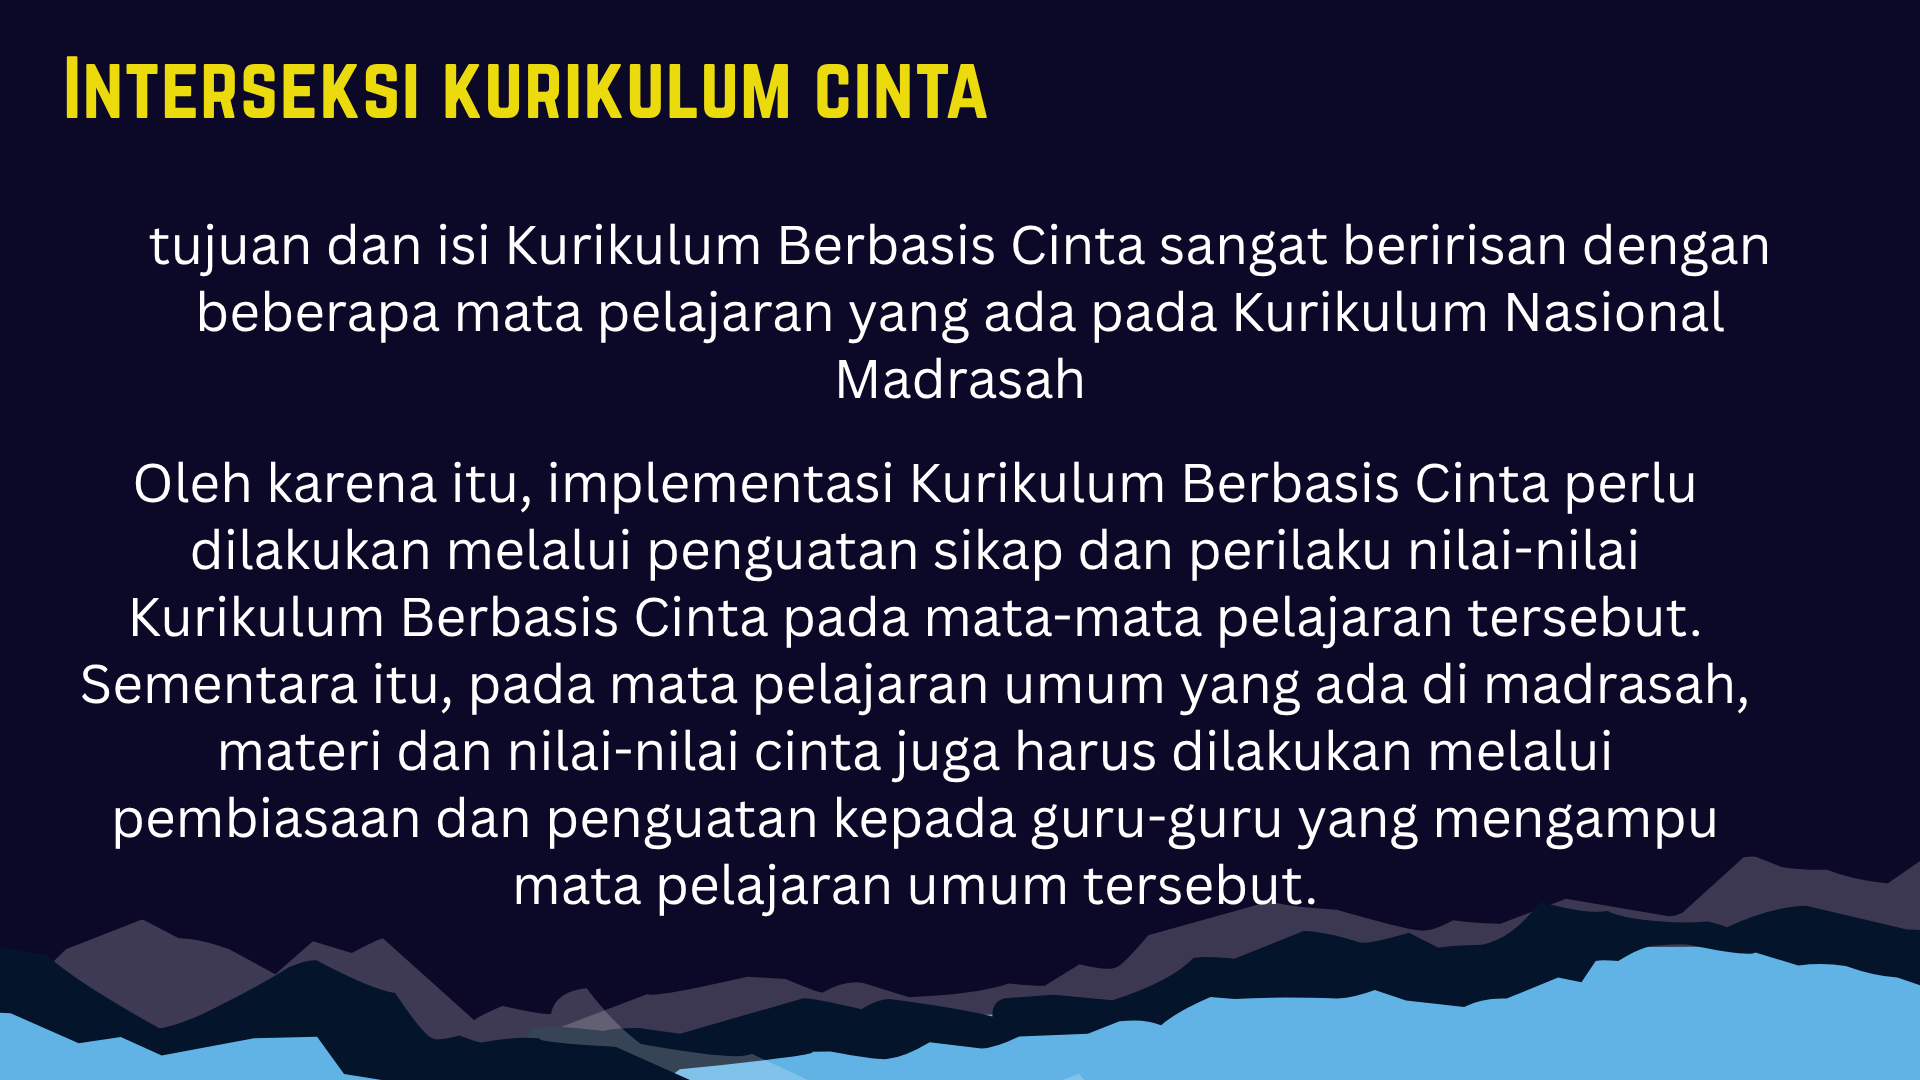 Interseksi kurikulum cinta
tujuan dan isi Kurikulum Berbasis Cinta sangat beririsan dengan
beberapa mata pelajaran yang ada pada Kurikulum Nasional
Madrasah
Oleh karena itu, implementasi Kurikulum Berbasis Cinta perlu
dilakukan melalui penguatan sikap dan perilaku nilai-nilai
Kurikulum Berbasis Cinta pada mata-mata pelajaran tersebut.
Sementara itu, pada mata pelajaran umum yang ada di madrasah,
materi dan nilai-nilai cinta juga harus dilakukan melalui
pembiasaan dan penguatan kepada guru-guru yang mengampu
mata pelajaran umum tersebut.